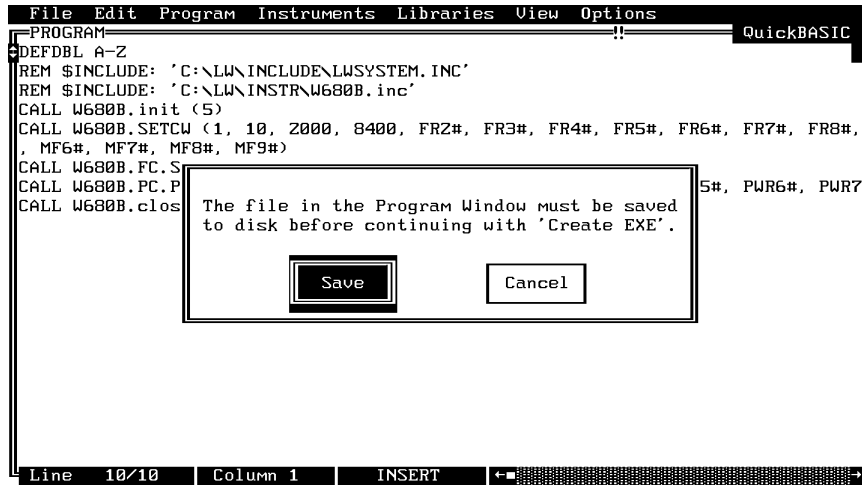 File Edit Program Instruments Libraries View Options
PROGRAM
QuickBASIC
DEFDBL A-Z
REM $INCLUDE: 'C:\LW\INCLUDE\LWSYSTEM.INC'
REM $INCLUDE: 'C:\LW\INSTR\W680B.inc'
CALL W680B.init (5)
CALL W680B.SETCW (1, 10, 2000, 8400, FR2#, FR3#, FR4#, FR5#, FR6#, FR7#, FR8#,
, MF6#, MF7#, MF8#, MF9#)
CALL W680B.FC.S
CALL W680B.PC.P 5#, PWR6#, PWR7
CALL W680B.clos
The file in the Program Window must be saved
to disk before continuing with 'Create EXE'.
Save Cancel
Line 10/10 Column 1 INSERT